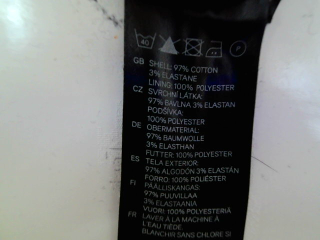 40 P
GB SHELL: 97% COTTON
3% ELASTANE
LINING: 100% POLYESTER
CZ SVRCHNÍ LÁTKA:
97% BAVLNA 3% ELASTAN
PODŠÍVKA:
100% POLYESTER
DE OBERMATERIAL:
97% BAUMWOLLE
3% ELASTHAN
FUTTER: 100% POLYESTER
ES TELA EXTERIOR:
97% ALGODÓN 3% ELASTÁN
FORRO: 100% POLIÉSTER
FI PÄÄLLISKANGAS:
97% PUUVILLAA
3% ELASTAANIA
VUORI: 100% POLYESTERIÄ
FR LAVER À LA MACHINE À
L'EAU TIÈDE.
BLANCHIR SANS CHLORE SI